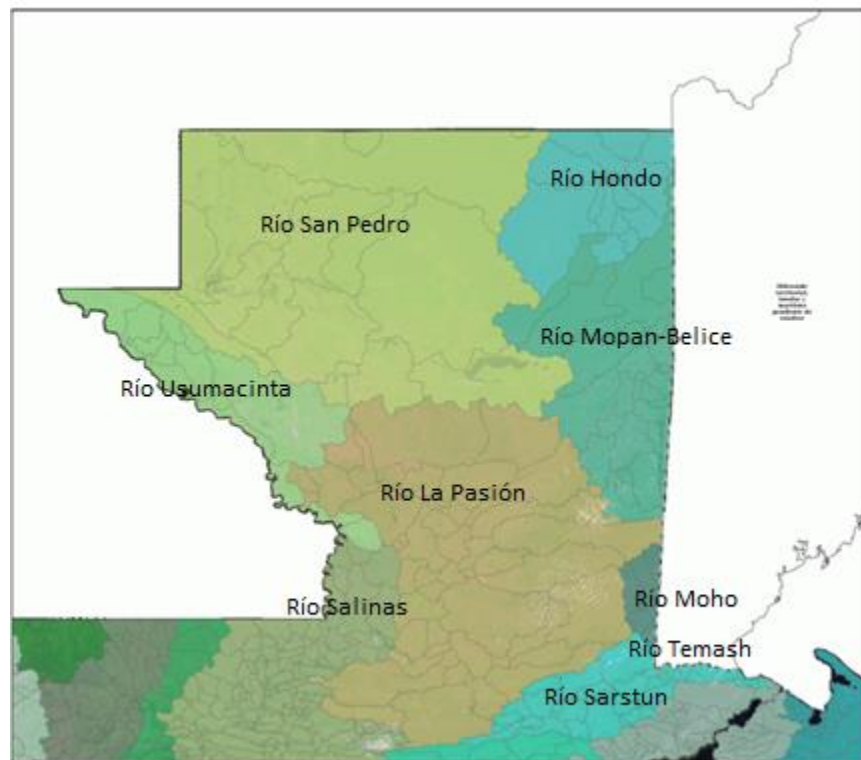 Río Hondo
Río San Pedro
Río Mopan-Belice
Río Usumacinta
Río La Pasión
Río Salinas
Río Moho
Río Temash
Río Sarstun